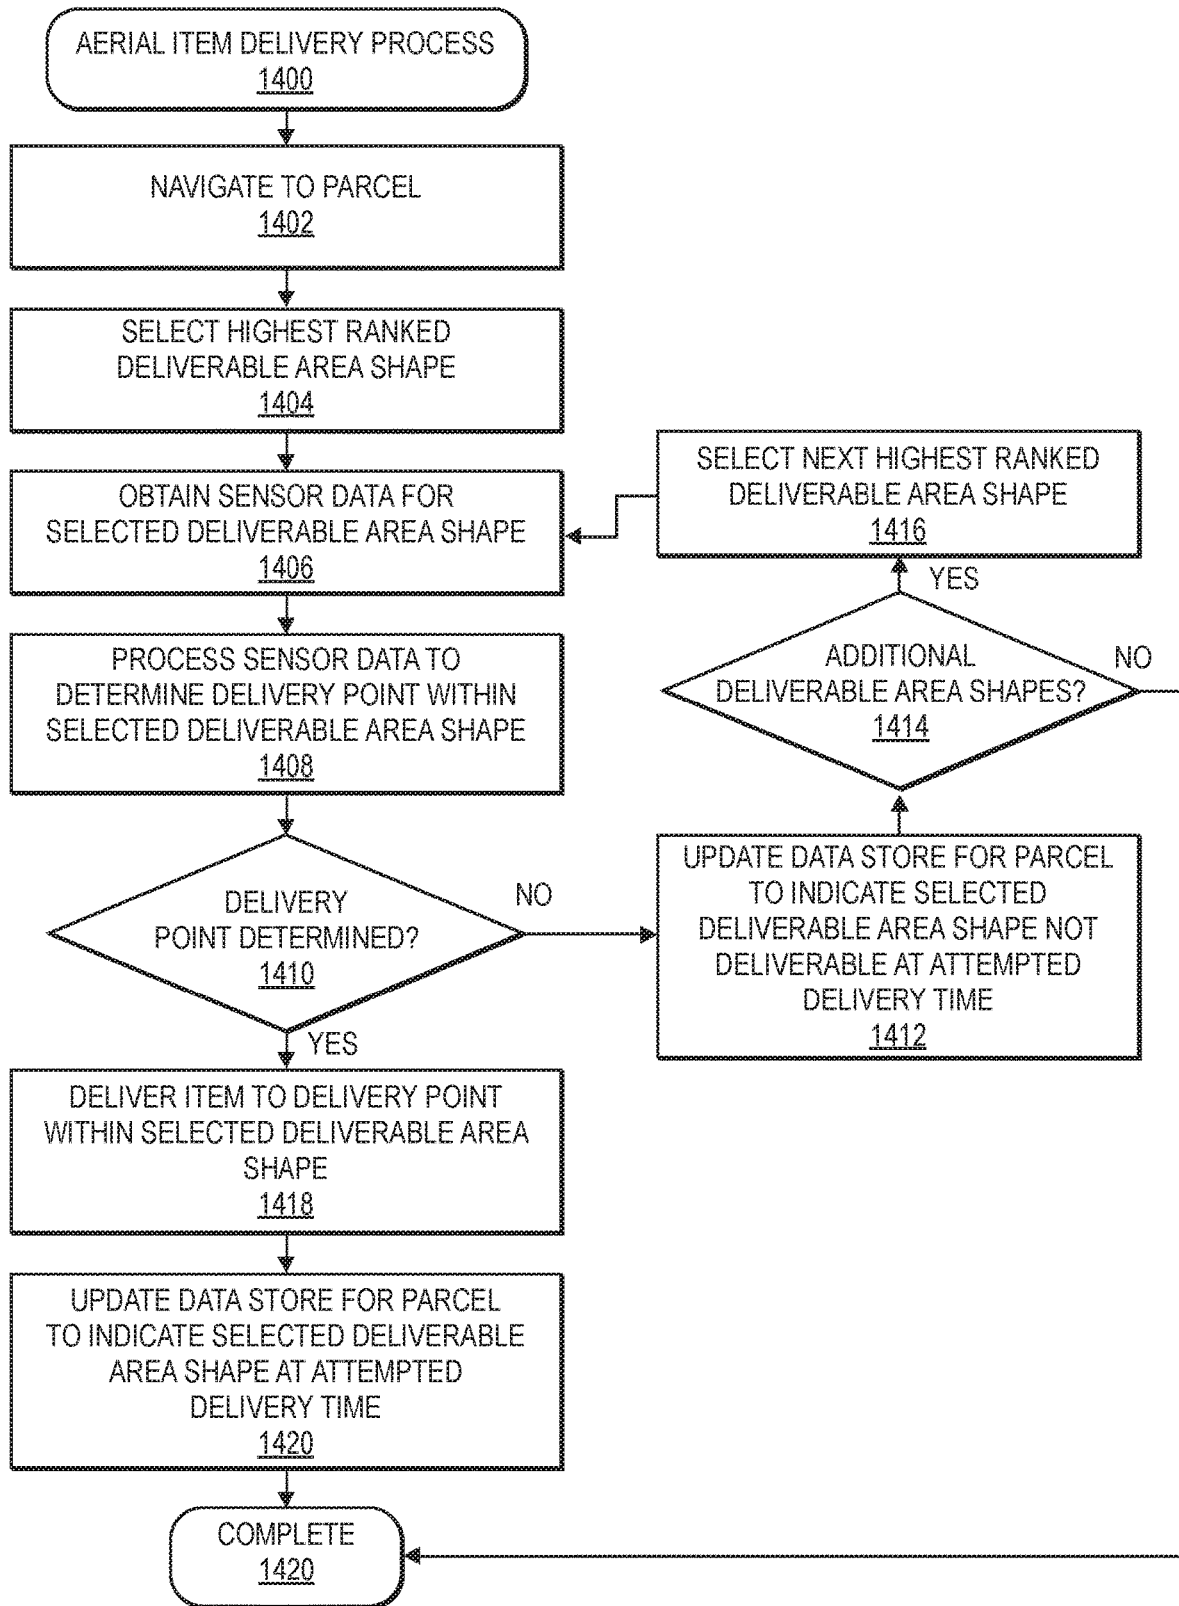 AERIAL ITEM DELIVERY PROCESS
1400
NAVIGATE TO PARCEL
1402
SELECT HIGHEST RANKED
DELIVERABLE AREA SHAPE
1404
OBTAIN SENSOR DATA FOR
SELECTED DELIVERABLE AREA SHAPE
1406
PROCESS SENSOR DATA TO
DETERMINE DELIVERY POINT WITHIN
SELECTED DELIVERABLE AREA SHAPE
1408
DELIVERY
POINT DETERMINED?
1410
NO
YES
UPDATE DATA STORE FOR PARCEL
TO INDICATE SELECTED
DELIVERABLE AREA SHAPE NOT
DELIVERABLE AT ATTEMPTED
DELIVERY TIME
1412
ADDITIONAL
DELIVERABLE AREA SHAPES?
1414
YES
NO
SELECT NEXT HIGHEST RANKED
DELIVERABLE AREA SHAPE
1416
DELIVER ITEM TO DELIVERY POINT
WITHIN SELECTED DELIVERABLE AREA
SHAPE
1418
UPDATE DATA STORE FOR PARCEL
TO INDICATE SELECTED DELIVERABLE
AREA SHAPE AT ATTEMPTED
DELIVERY TIME
1420
COMPLETE
1420